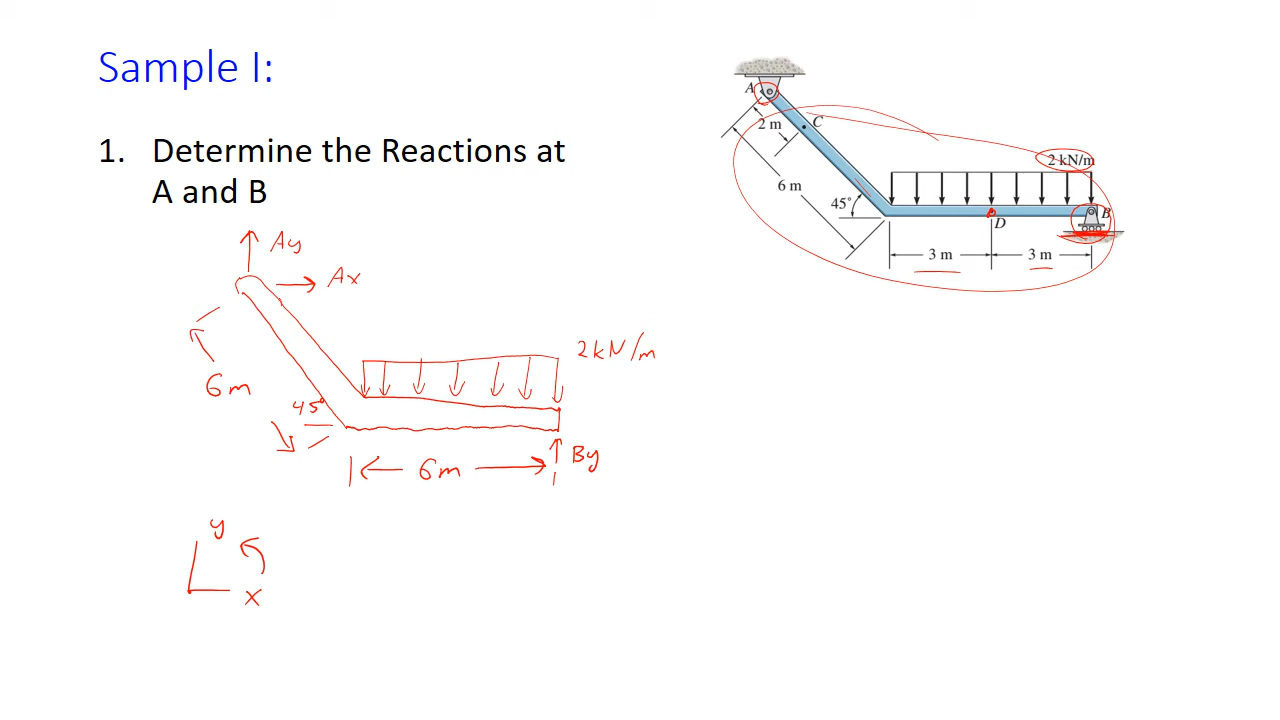 Sample I:
1. Determine the Reactions at
A and B
A
2 m
C
6 m
45°
2 kN/m
B
D
3 m
3 m
Ay
Ax
2kN/m
6m
45°
By
6m
y
x